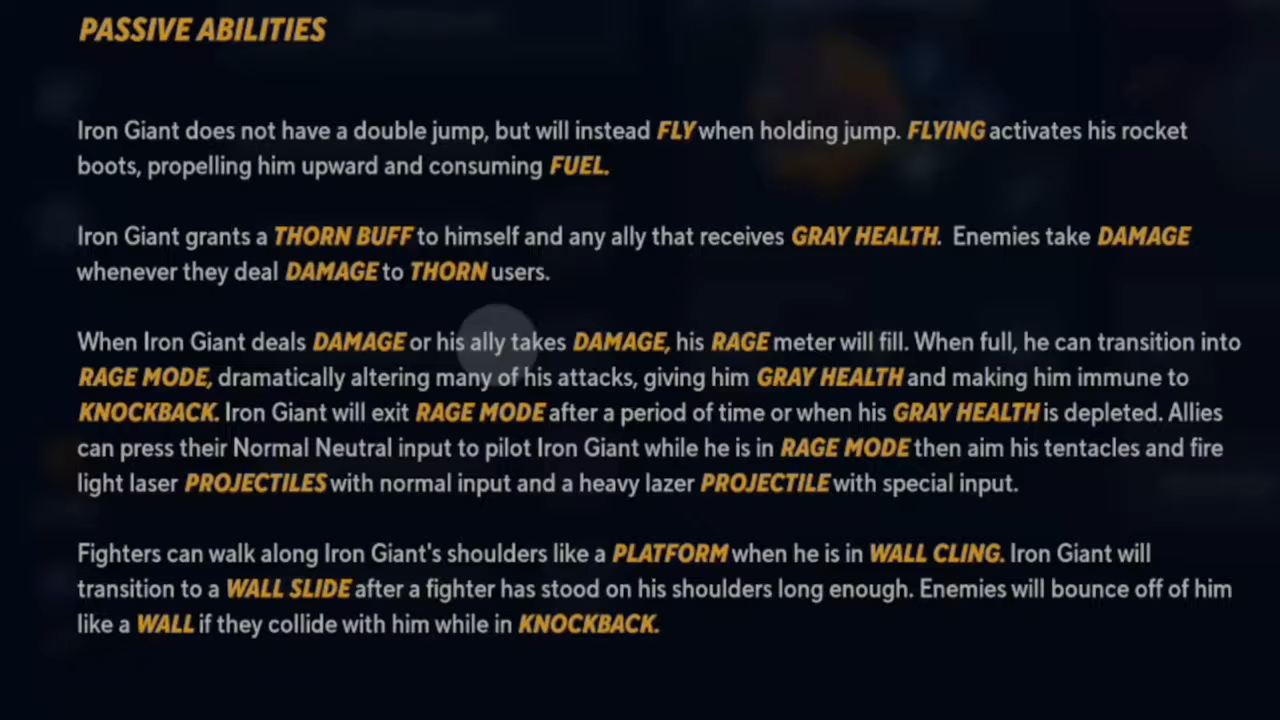 PASSIVE ABILITIES
Iron Giant does not have a double jump, but will instead FLY when holding jump. FLYING activates his rocket
boots, propelling him upward and consuming FUEL.
Iron Giant grants a THORN BUFF to himself and any ally that receives GRAY HEALTH. Enemies take DAMAGE
whenever they deal DAMAGE to THORN users.
When Iron Giant deals DAMAGE or his ally takes DAMAGE, his RAGE meter will fill. When full, he can transition into
RAGE MODE, dramatically altering many of his attacks, giving him GRAY HEALTH and making him immune to
KNOCKBACK. Iron Giant will exit RAGE MODE after a period of time or when his GRAY HEALTH is depleted. Allies
can press their Normal Neutral input to pilot Iron Giant while he is in RAGE MODE then aim his tentacles and fire
light laser PROJECTILES with normal input and a heavy lazer PROJECTILE with special input.
Fighters can walk along Iron Giant's shoulders like a PLATFORM when he is in WALL CLING. Iron Giant will
transition to a WALL SLIDE after a fighter has stood on his shoulders long enough. Enemies will bounce off of him
like a WALL if they collide with him while in KNOCKBACK.